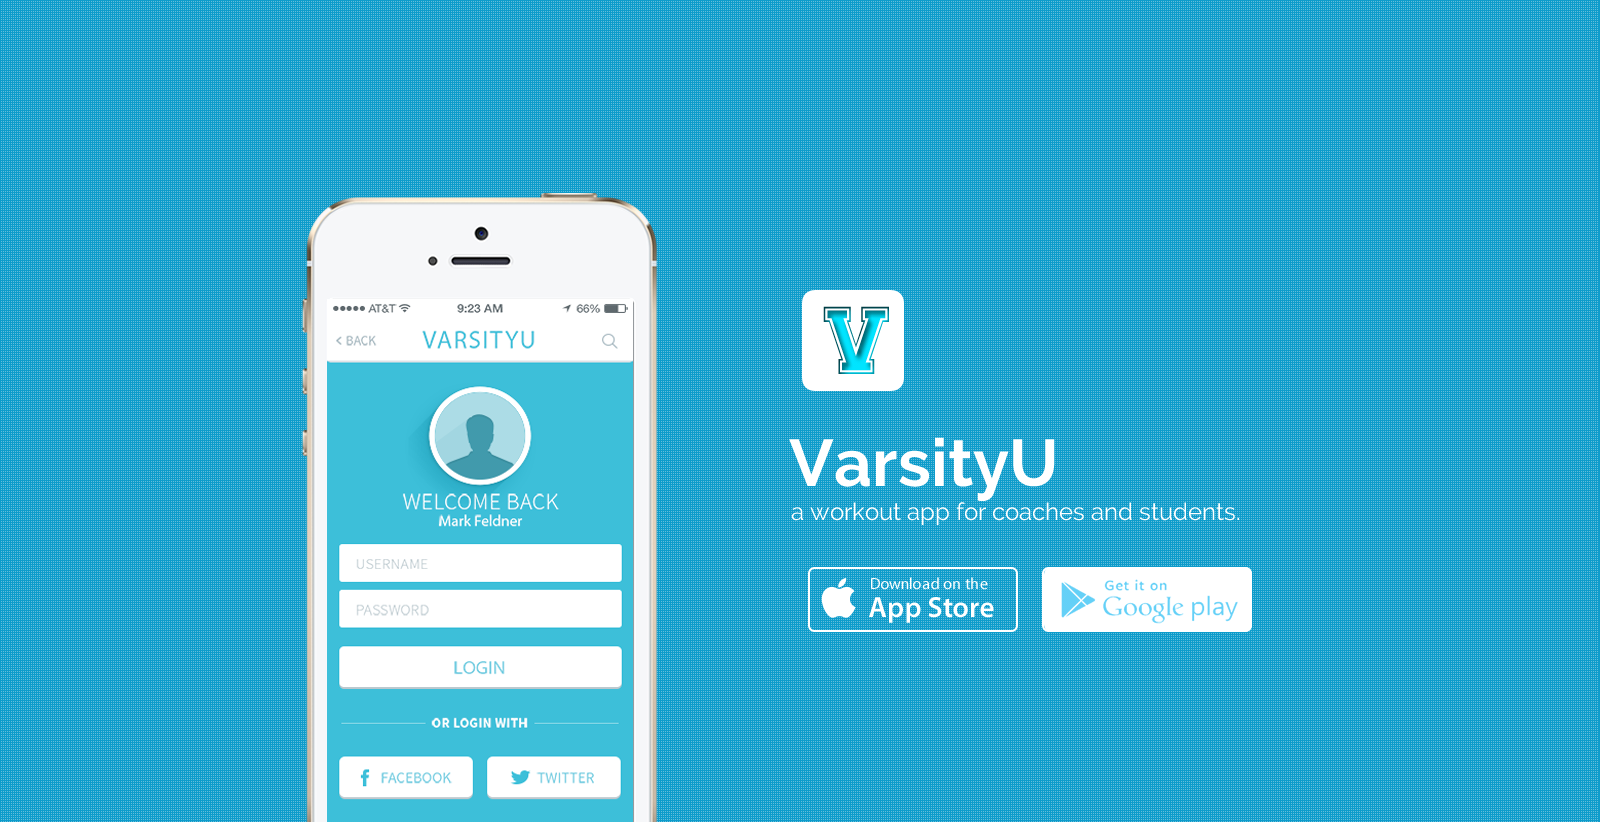 AT&T
9:23 AM
66%
BACK
VARSITYU
WELCOME BACK
Mark Feldner
USERNAME
PASSWORD
LOGIN
OR LOGIN WITH
FACEBOOK
TWITTER
V
VarsityU
a workout app for coaches and students.
Download on the
App Store
Get it on
Google play